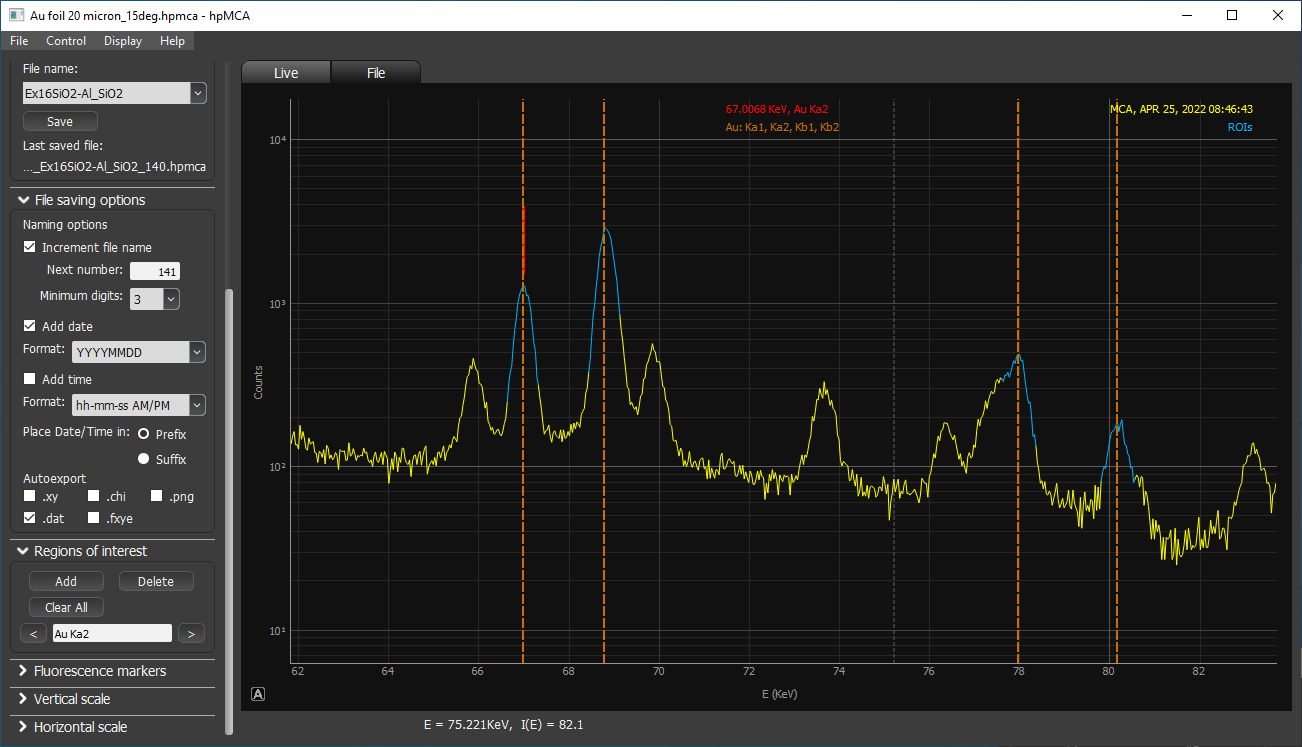 Au foil 20 micron_15deg.hpmca - hpMCA
File Control Display Help
File name:
Ex16SiO2-Al_SiO2
Save
Last saved file:
..._Ex16SiO2-Al_SiO2_140.hpmca
File saving options
Naming options
Increment file name
Next number: 141
Minimum digits: 3
Add date
Format: YYYYMMDD
Add time
Format: hh-mm-ss AM/PM
Place Date/Time in: Prefix
Suffix
Autoexport
.xy .chi .png
.dat .fxye
Regions of interest
Add Delete
Clear All
< Au Ka2 >
Fluorescence markers
Vertical scale
Horizontal scale
Live File
67.0068 KeV, Au Ka2
Au: Ka1, Ka2, Kb1, Kb2
MCA, APR 25, 2022 08:46:43
ROIs
10⁴
10³
10²
10¹
Counts
62 64 66 68 70 72 74 76 78 80 82
E (KeV)
A
E = 75.221KeV, I(E) = 82.1